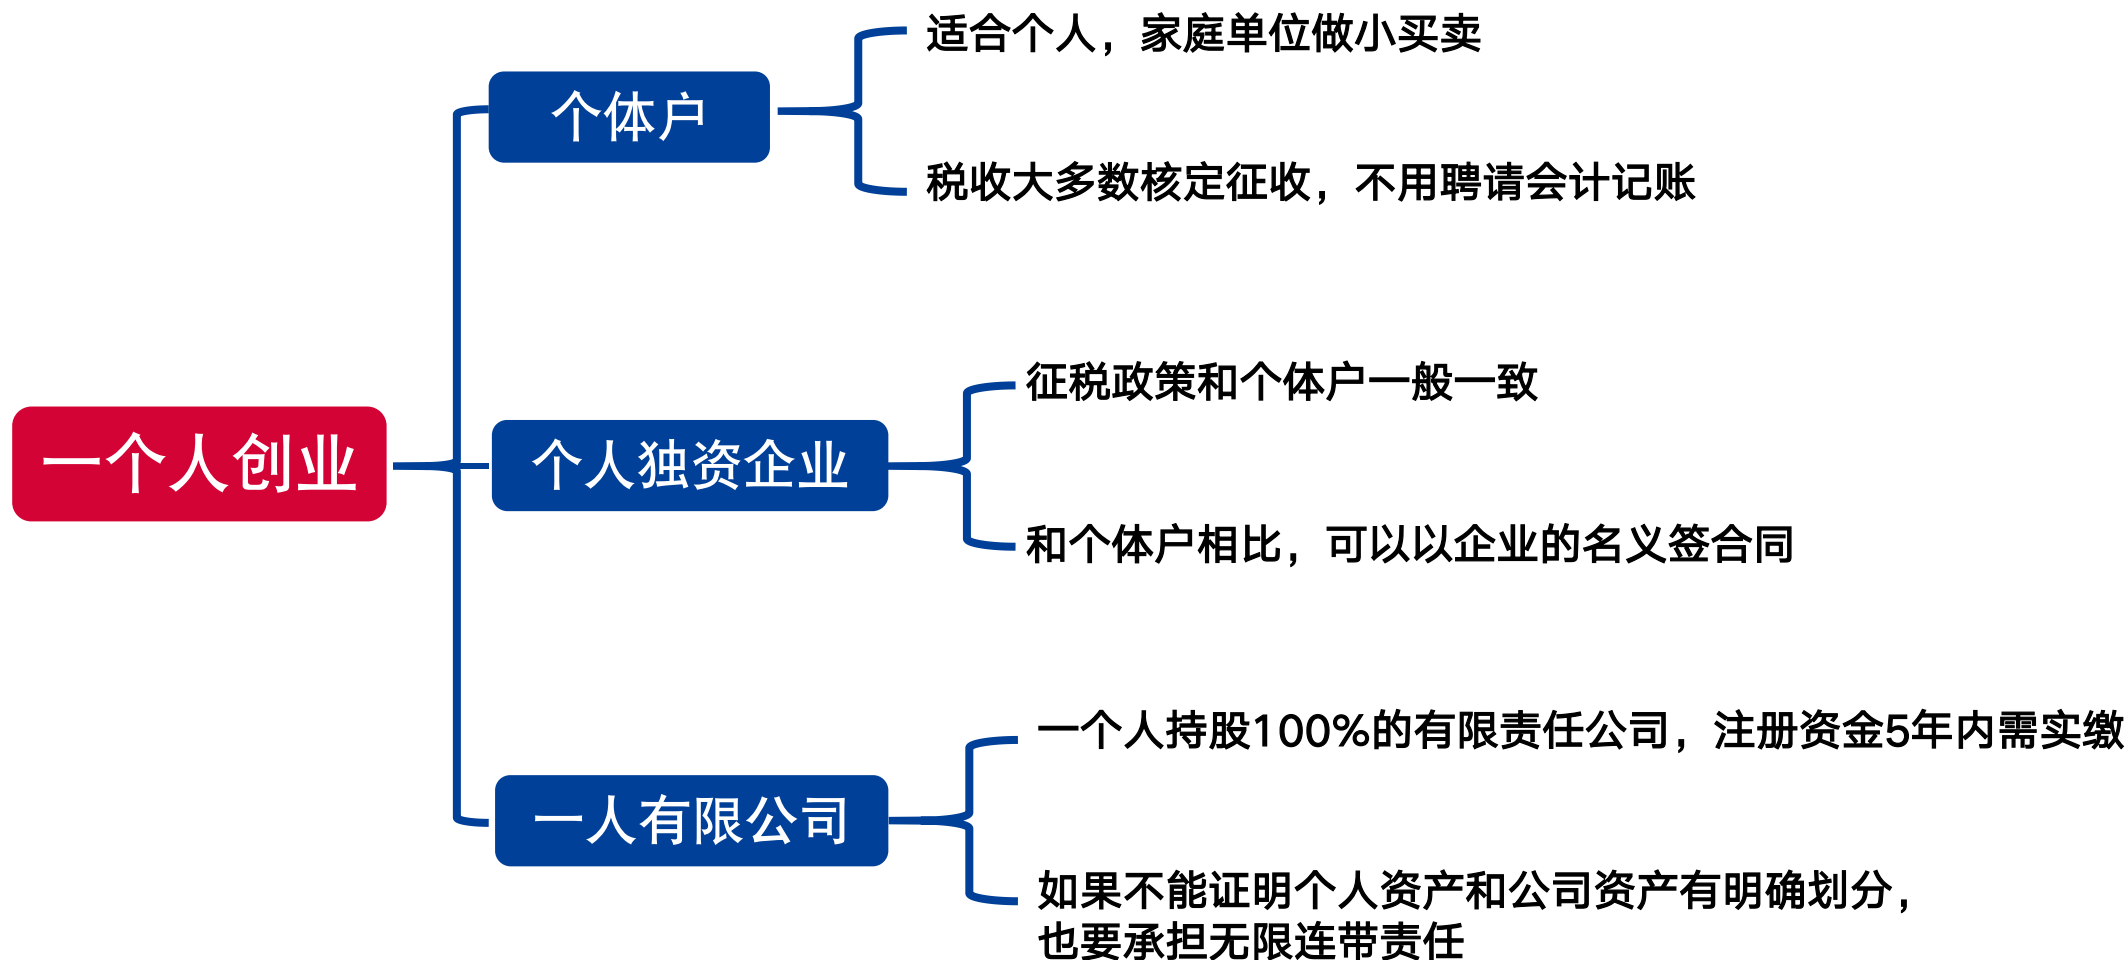 一个人创业
个体户
适合个人，家庭单位做小买卖
税收大多数核定征收，不用聘请会计记账
个人独资企业
征税政策和个体户一般一致
和个体户相比，可以以企业的名义签合同
一人有限公司
一个人持股100%的有限责任公司，注册资金5年内需实缴
如果不能证明个人资产和公司资产有明确划分，
也要承担无限连带责任